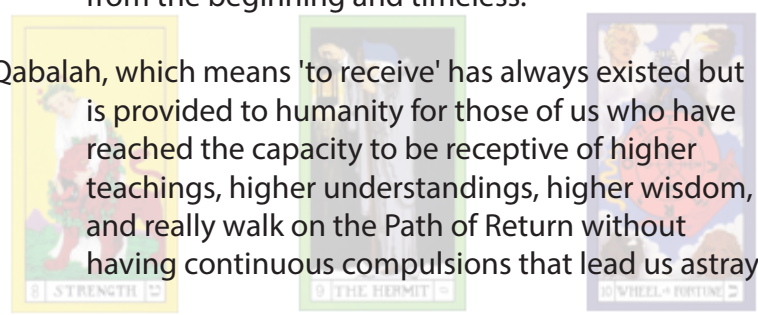 from the beginning and timeless.
Qabalah, which means 'to receive' has always existed but
is provided to humanity for those of us who have
reached the capacity to be receptive of higher
teachings, higher understandings, higher wisdom,
and really walk on the Path of Return without
having continuous compulsions that lead us astray
8 STRENGTH ט
9 THE HERMIT י
10 WHEEL of FORTUNE כ